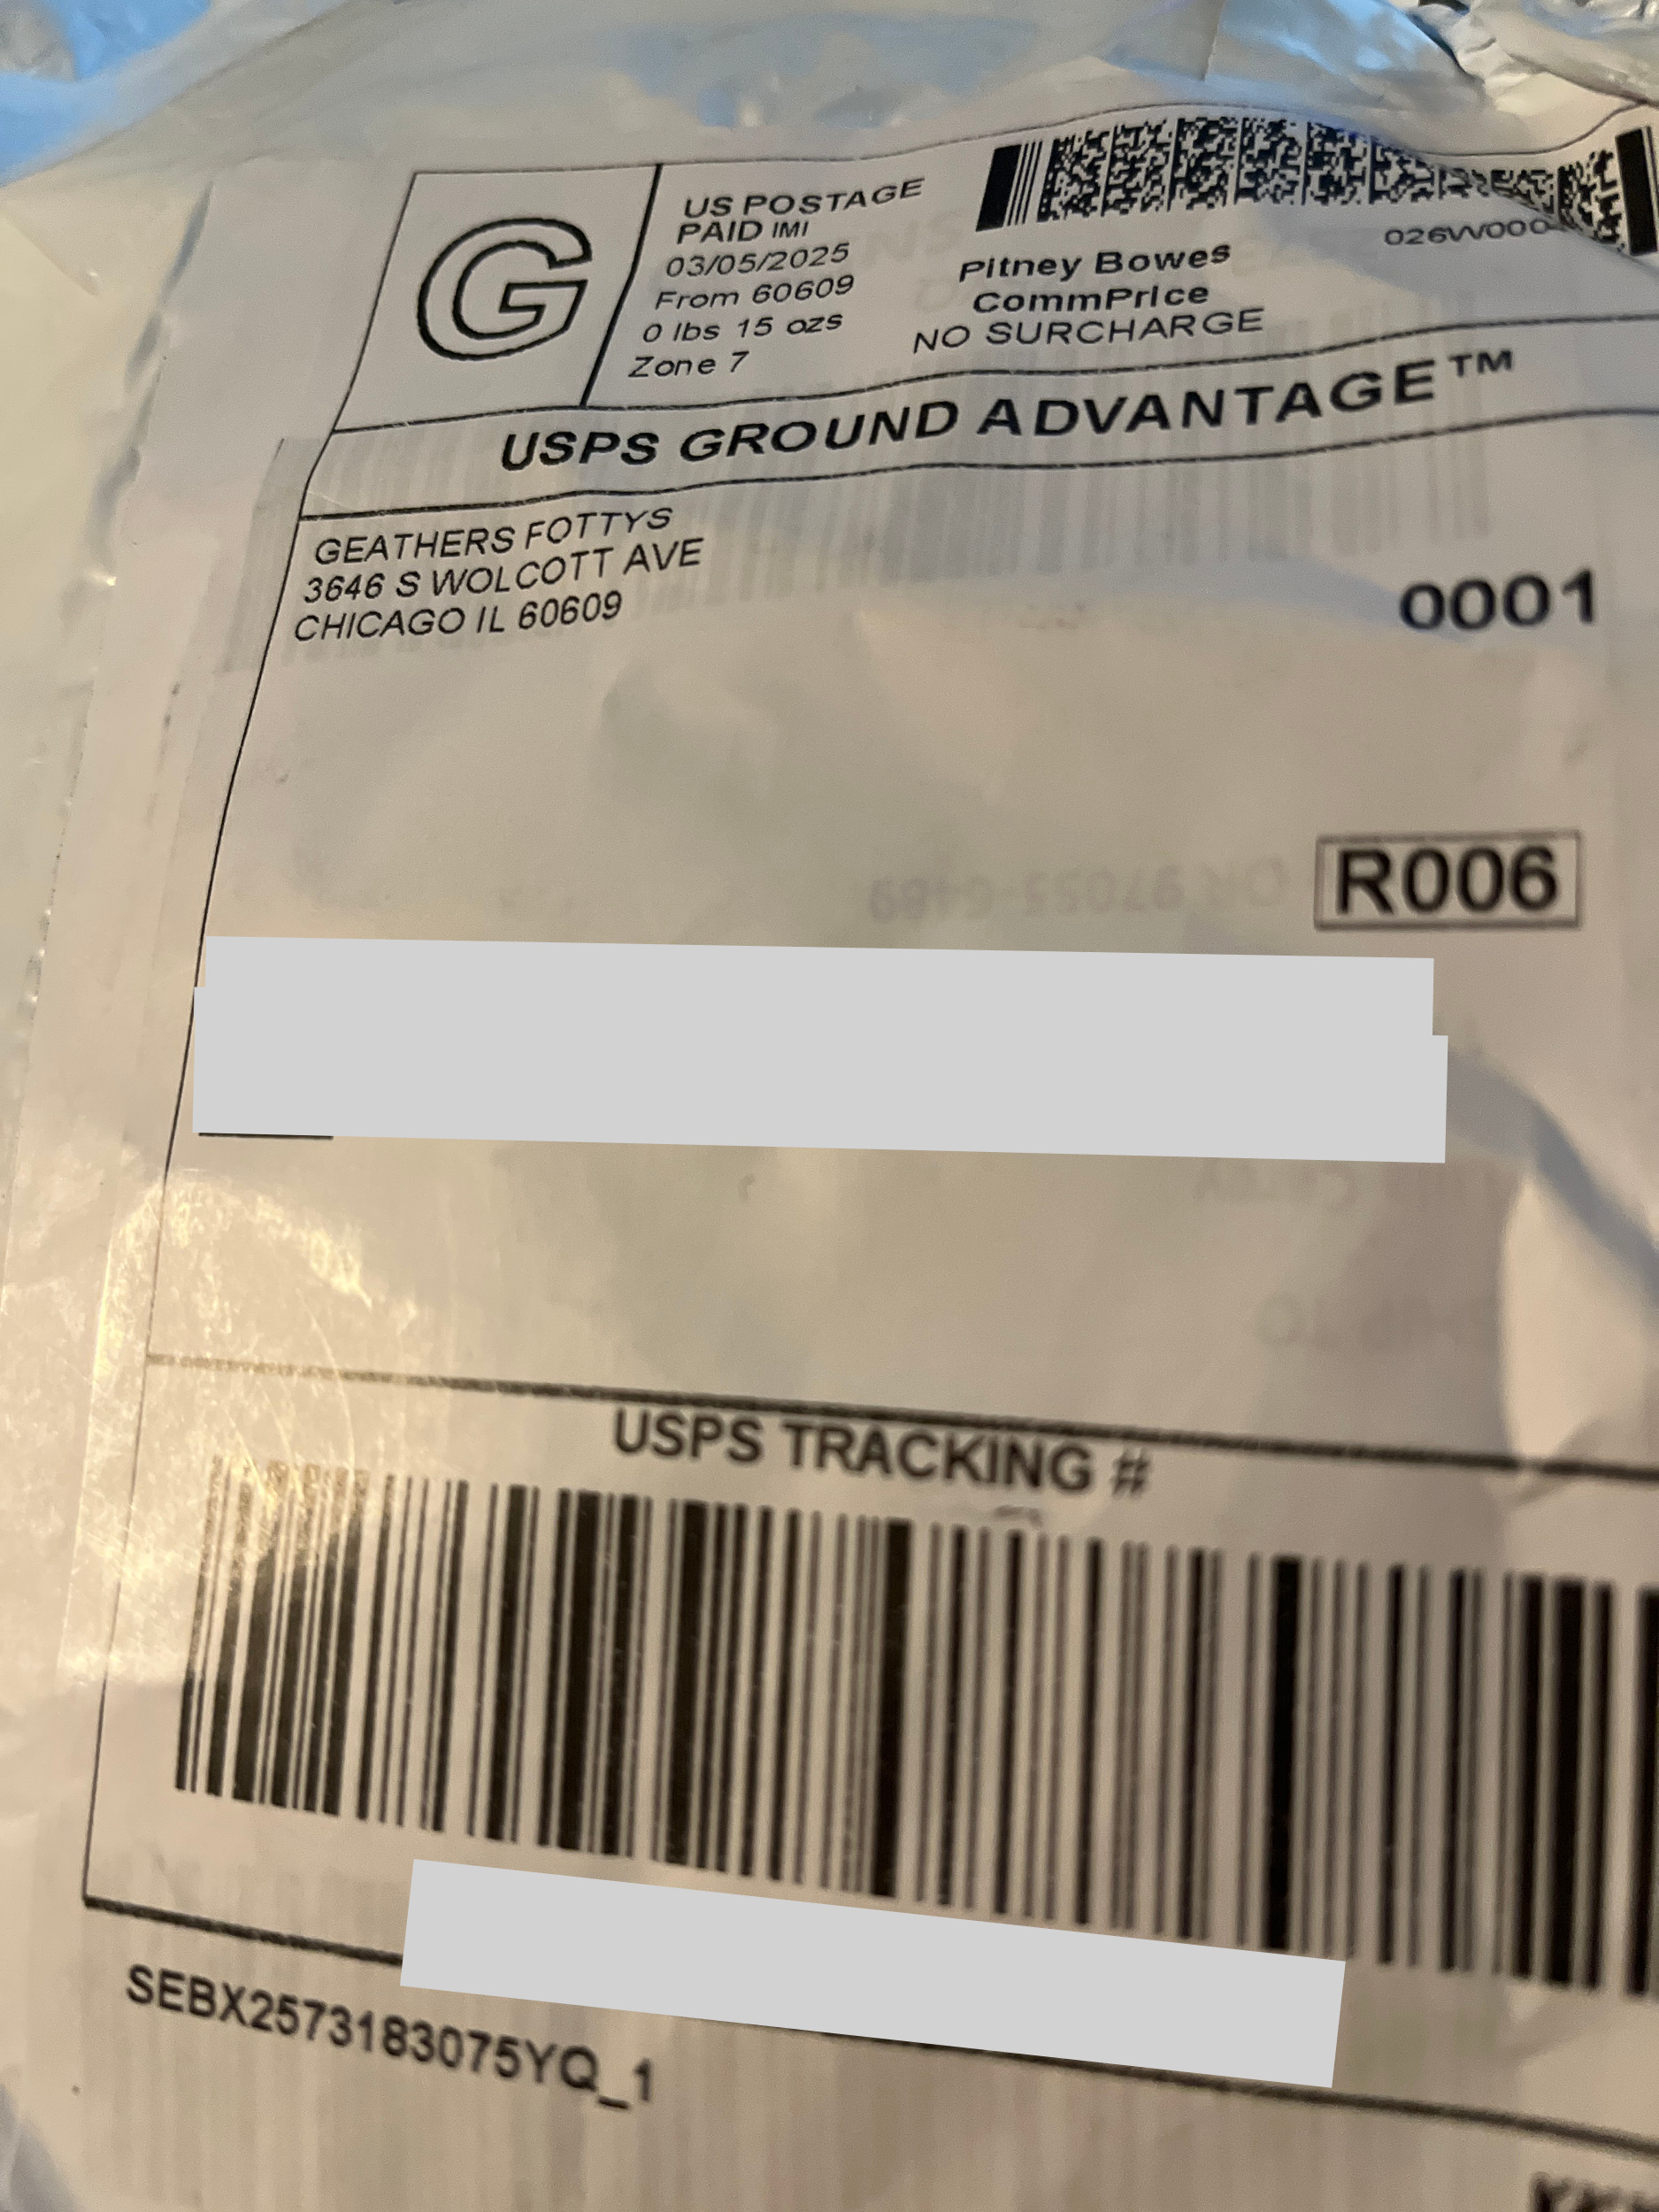 G
US POSTAGE
PAID IMI
03/05/2025
From 60609
0 lbs 15 ozs
Zone 7
026W000
Pitney Bowes
CommPrice
NO SURCHARGE
USPS GROUND ADVANTAGE™
GEATHERS FOTTYS
3646 S WOLCOTT AVE
CHICAGO IL 60609
0001
R006
USPS TRACKING #
SEBX2573183075YQ_1